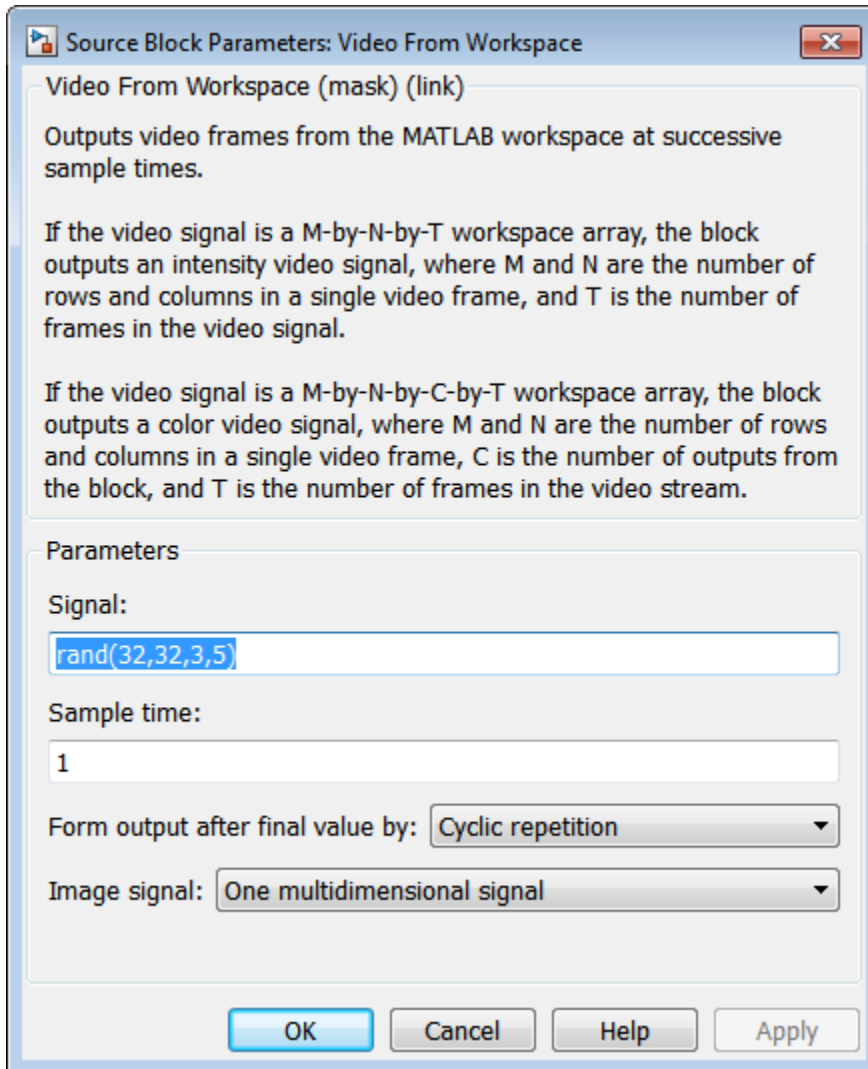 Source Block Parameters: Video From Workspace
Video From Workspace (mask) (link)
Outputs video frames from the MATLAB workspace at successive
sample times.
If the video signal is a M-by-N-by-T workspace array, the block
outputs an intensity video signal, where M and N are the number of
rows and columns in a single video frame, and T is the number of
frames in the video signal.
If the video signal is a M-by-N-by-C-by-T workspace array, the block
outputs a color video signal, where M and N are the number of rows
and columns in a single video frame, C is the number of outputs from
the block, and T is the number of frames in the video stream.
Parameters
Signal:
rand(32,32,3,5)
Sample time:
1
Form output after final value by: Cyclic repetition
Image signal: One multidimensional signal
OK Cancel Help Apply